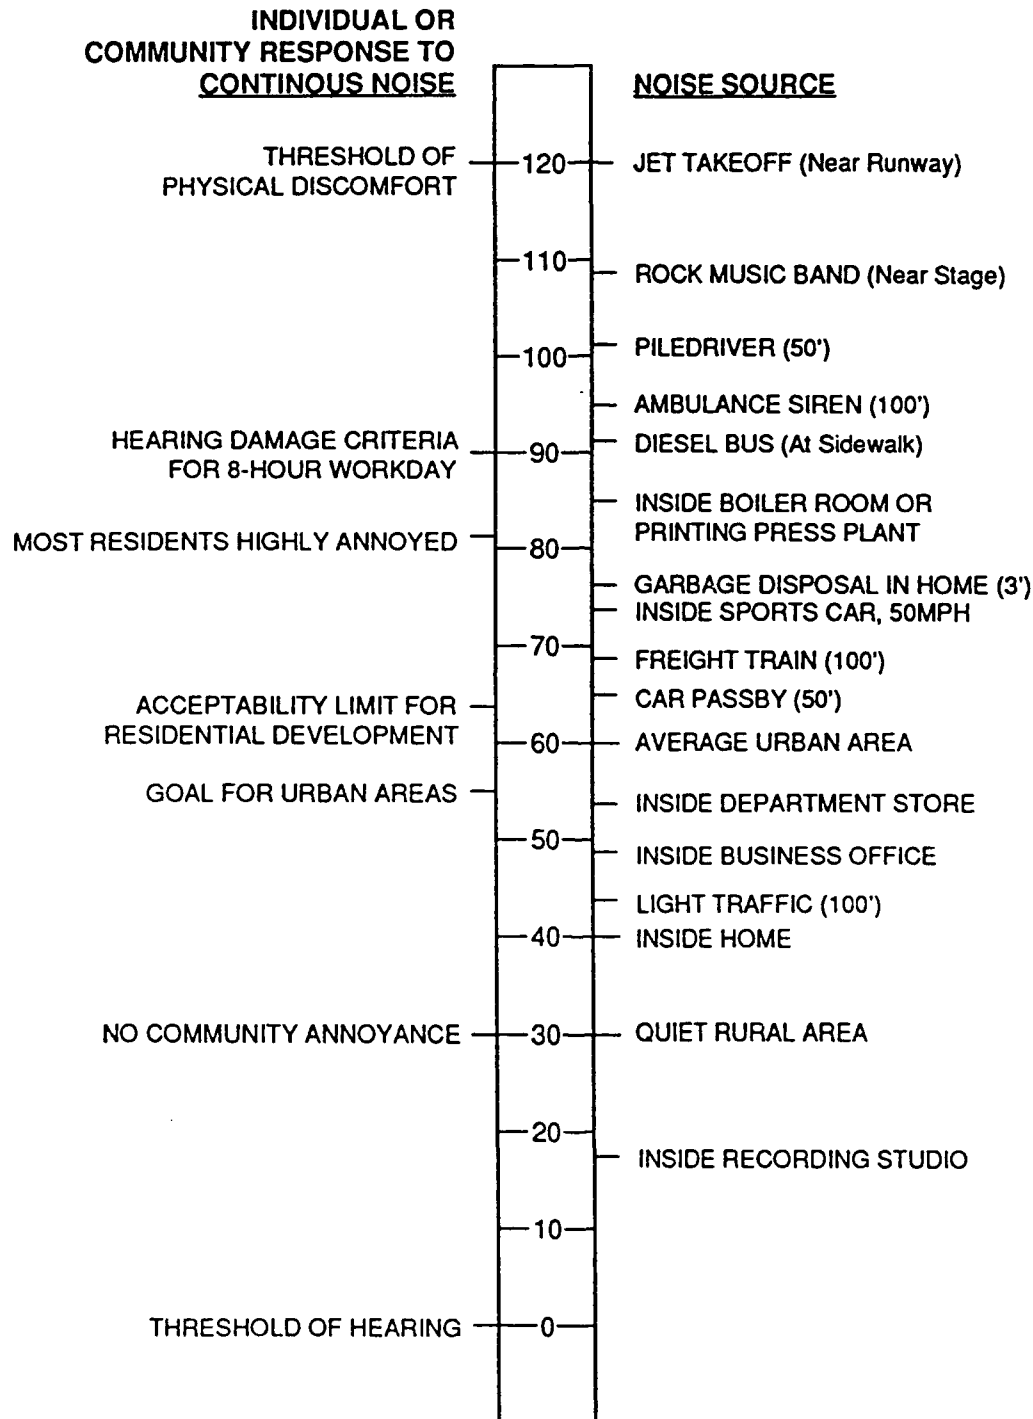 INDIVIDUAL OR
COMMUNITY RESPONSE TO
CONTINOUS NOISE
NOISE SOURCE
THRESHOLD OF
PHYSICAL DISCOMFORT
120
JET TAKEOFF (Near Runway)
110
ROCK MUSIC BAND (Near Stage)
PILEDRIVER (50')
100
AMBULANCE SIREN (100')
HEARING DAMAGE CRITERIA
FOR 8-HOUR WORKDAY
90
DIESEL BUS (At Sidewalk)
INSIDE BOILER ROOM OR
PRINTING PRESS PLANT
MOST RESIDENTS HIGHLY ANNOYED
80
GARBAGE DISPOSAL IN HOME (3')
INSIDE SPORTS CAR, 50MPH
70
FREIGHT TRAIN (100')
CAR PASSBY (50')
ACCEPTABILITY LIMIT FOR
RESIDENTIAL DEVELOPMENT
60
AVERAGE URBAN AREA
GOAL FOR URBAN AREAS
INSIDE DEPARTMENT STORE
50
INSIDE BUSINESS OFFICE
LIGHT TRAFFIC (100')
40
INSIDE HOME
NO COMMUNITY ANNOYANCE
30
QUIET RURAL AREA
20
INSIDE RECORDING STUDIO
10
THRESHOLD OF HEARING
0